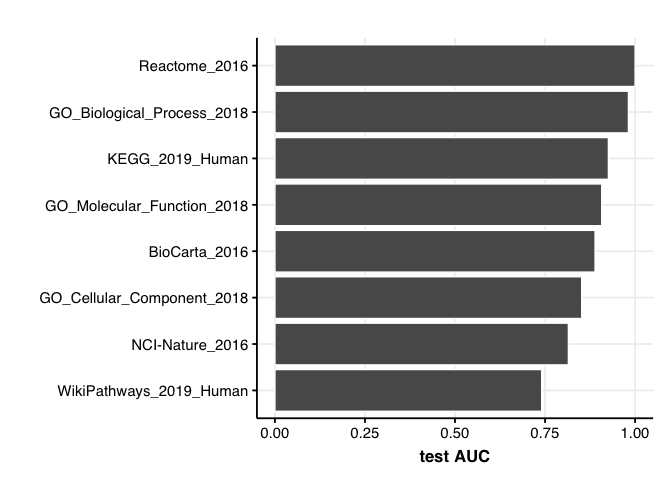 Reactome_2016
GO_Biological_Process_2018
KEGG_2019_Human
GO_Molecular_Function_2018
BioCarta_2016
GO_Cellular_Component_2018
NCI-Nature_2016
WikiPathways_2019_Human
0.00 0.25 0.50 0.75 1.00
test AUC